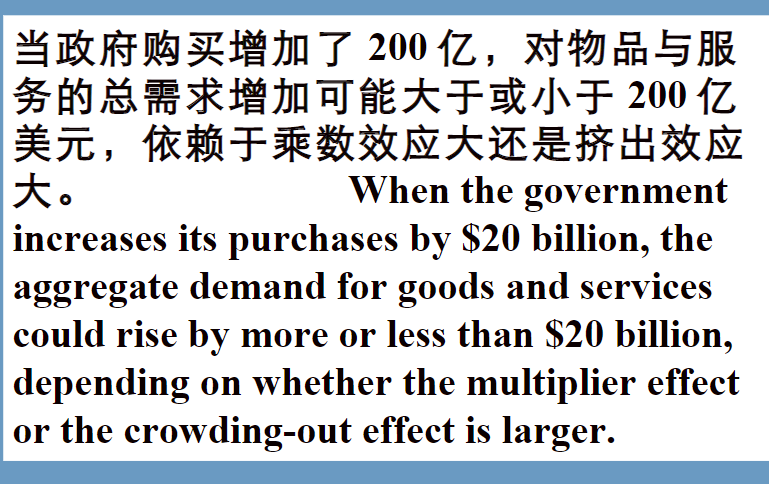 当政府购买增加了 200 亿，对物品与服
务的总需求增加可能大于或小于 200 亿
美元，依赖于乘数效应大还是挤出效应
大。 When the government
increases its purchases by $20 billion, the
aggregate demand for goods and services
could rise by more or less than $20 billion,
depending on whether the multiplier effect
or the crowding-out effect is larger.